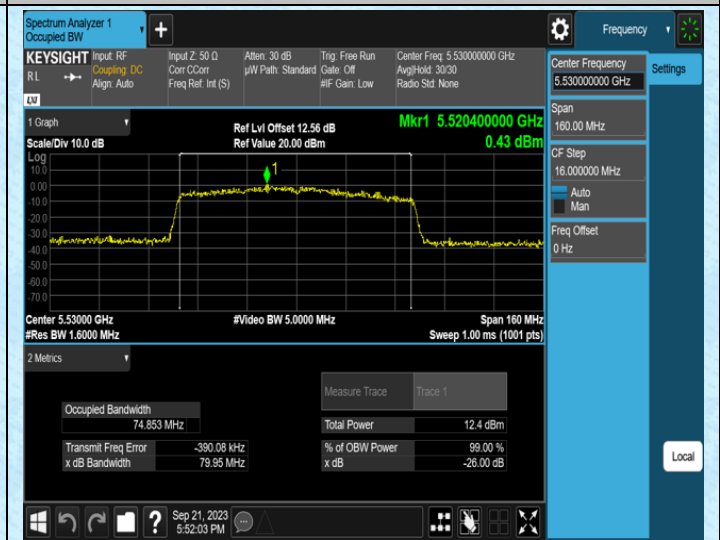 Spectrum Analyzer 1
Occupied BW
+
Frequency
KEYSIGHT
RL
LXI
Input: RF
Coupling: DC
Align: Auto
Input Z: 50 Ω
Corr CCorr
Freq Ref: Int (S)
Atten: 30 dB
µW Path: Standard
Trig: Free Run
Gate: Off
#IF Gain: Low
Center Freq: 5.530000000 GHz
Avg|Hold: 30/30
Radio Std: None
Center Frequency
5.530000000 GHz
Settings
Span
160.00 MHz
CF Step
16.000000 MHz
Auto
Man
Freq Offset
0 Hz
Local
1 Graph
Scale/Div 10.0 dB
Ref Lvl Offset 12.56 dB
Ref Value 20.00 dBm
Mkr1 5.520400000 GHz
0.43 dBm
Log
10.0
0.00
-10.0
-20.0
-30.0
-40.0
-50.0
-60.0
-70.0
1
Center 5.53000 GHz
#Res BW 1.6000 MHz
#Video BW 5.0000 MHz
Span 160 MHz
Sweep 1.00 ms (1001 pts)
2 Metrics
Measure Trace
Trace 1
Occupied Bandwidth
74.853 MHz
Total Power
12.4 dBm
Transmit Freq Error
-390.08 kHz
% of OBW Power
99.00 %
x dB Bandwidth
79.95 MHz
x dB
-26.00 dB
?
Sep 21, 2023
5:52:03 PM